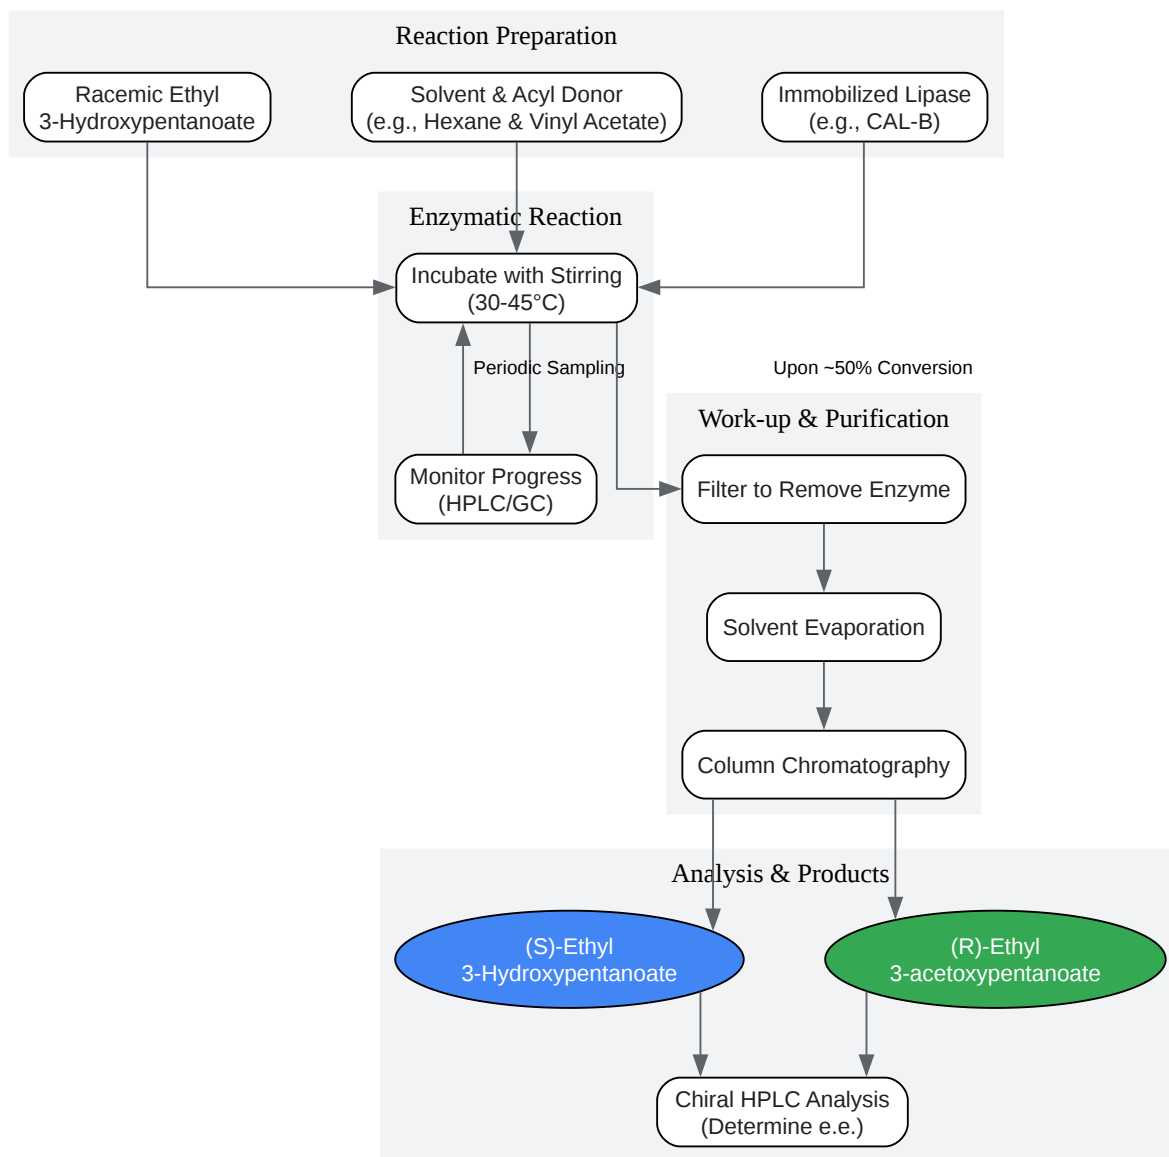 Reaction Preparation
Racemic Ethyl
3-Hydroxypentanoate
Solvent & Acyl Donor
(e.g., Hexane & Vinyl Acetate)
Immobilized Lipase
(e.g., CAL-B)
Enzymatic Reaction
Incubate with Stirring
(30-45°C)
Periodic Sampling
Upon ~50% Conversion
Monitor Progress
(HPLC/GC)
Work-up & Purification
Filter to Remove Enzyme
Solvent Evaporation
Column Chromatography
Analysis & Products
(S)-Ethyl
3-Hydroxypentanoate
(R)-Ethyl
3-acetoxypentanoate
Chiral HPLC Analysis
(Determine e.e.)